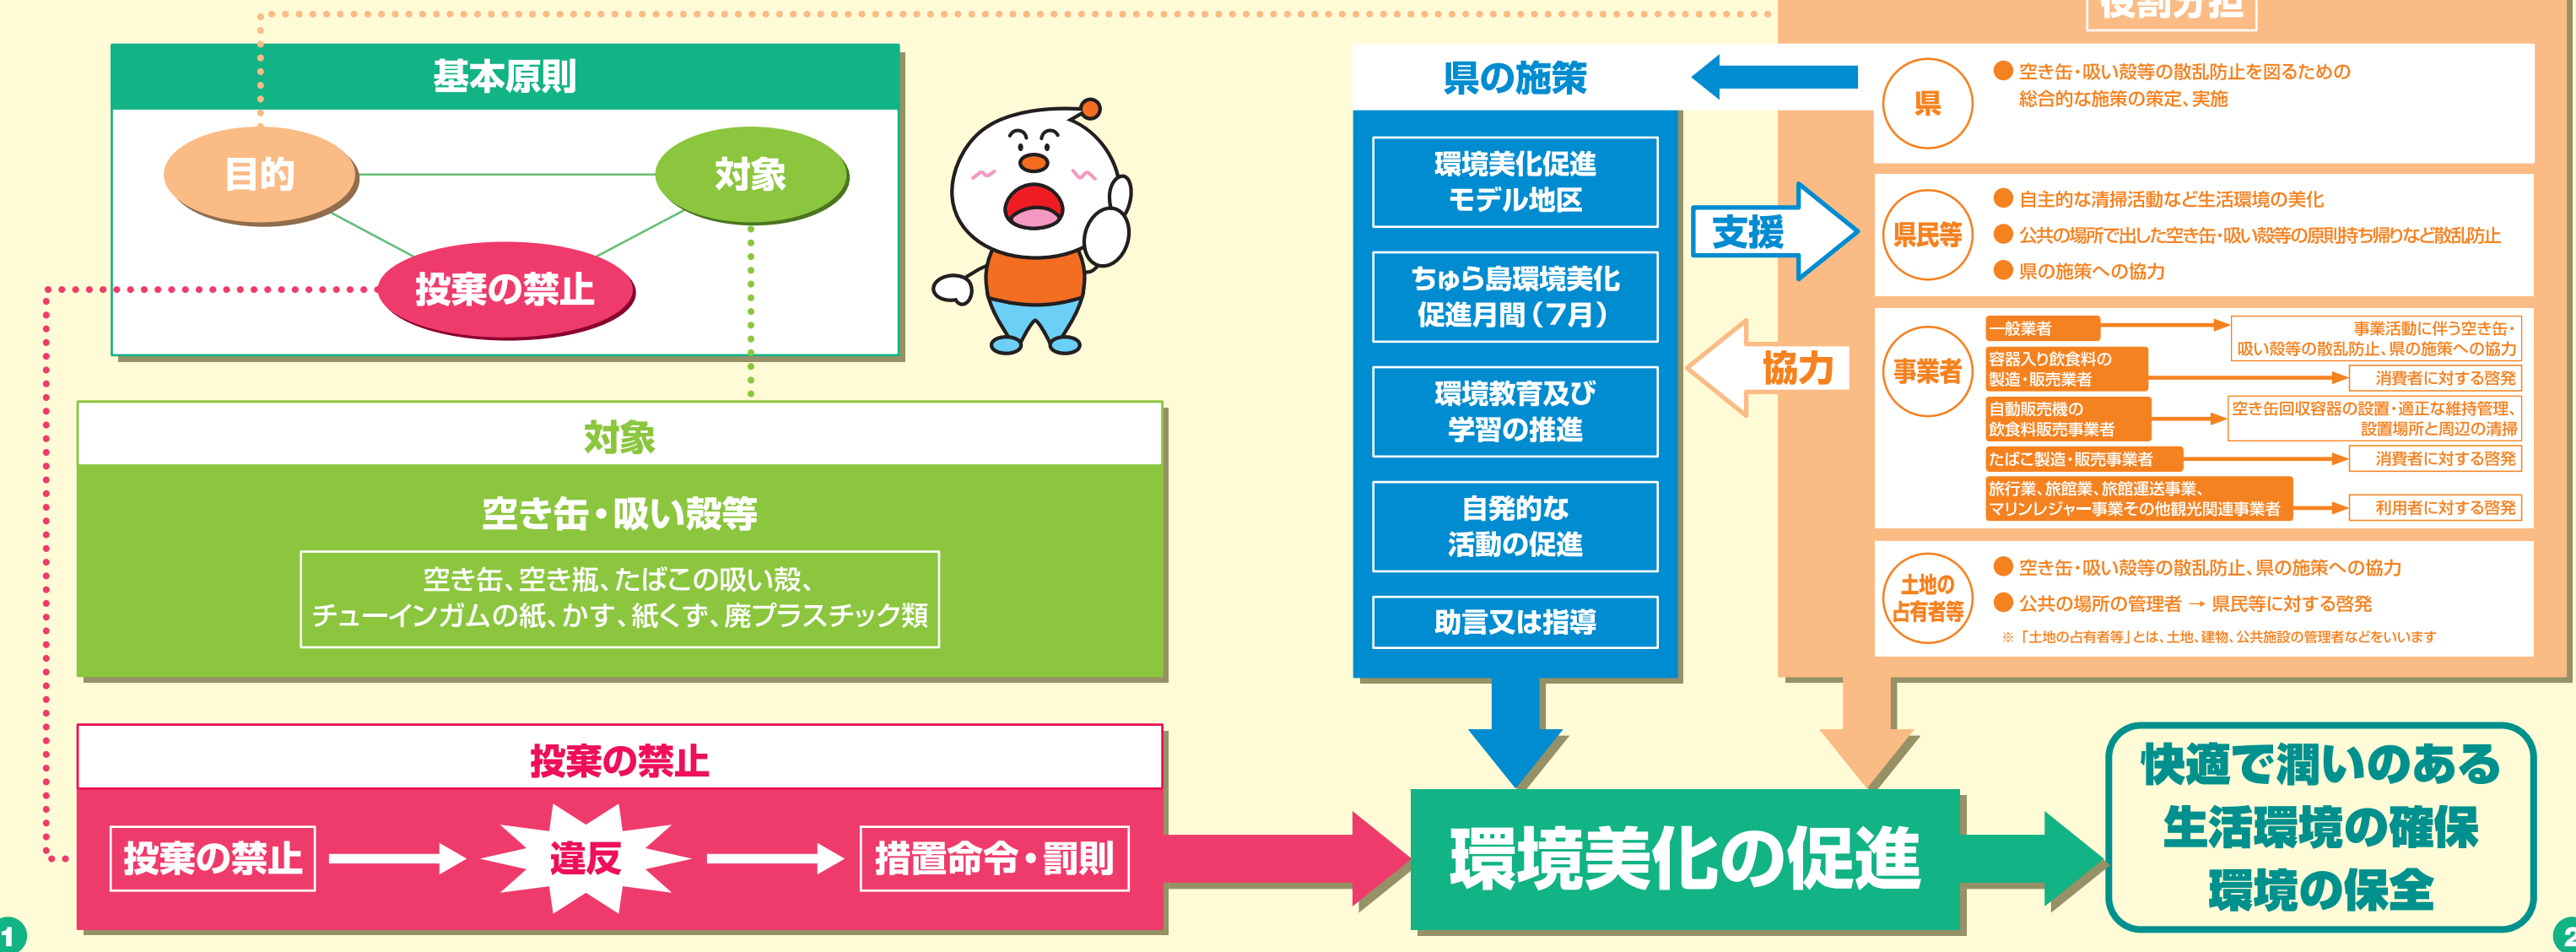 役割分担
基本原則
目的
対象
投棄の禁止
対象
空き缶・吸い殻等
空き缶、空き瓶、たばこの吸い殻、
チューインガムの紙、かす、紙くず、廃プラスチック類
投棄の禁止
投棄の禁止
違反
措置命令・罰則
県の施策
環境美化促進
モデル地区
ちゅら島環境美化
促進月間（7月）
環境教育及び
学習の推進
自発的な
活動の促進
助言又は指導
支援
協力
県
● 空き缶・吸い殻等の散乱防止を図るための
総合的な施策の策定、実施
県民等
● 自主的な清掃活動など生活環境の美化
● 公共の場所で出した空き缶・吸い殻等の原則持ち帰りなど散乱防止
● 県の施策への協力
事業者
一般業者
事業活動に伴う空き缶・
吸い殻等の散乱防止、県の施策への協力
容器入り飲食料の
製造・販売業者
消費者に対する啓発
自動販売機の
飲食料販売事業者
空き缶回収容器の設置・適正な維持管理、
設置場所と周辺の清掃
たばこ製造・販売事業者
消費者に対する啓発
旅行業、旅館業、旅館運送事業、
マリンレジャー事業その他観光関連事業者
利用者に対する啓発
土地の
占有者等
● 空き缶・吸い殻等の散乱防止、県の施策への協力
● 公共の場所の管理者 → 県民等に対する啓発
※「土地の占有者等」とは、土地、建物、公共施設の管理者などをいいます
環境美化の促進
快適で潤いのある
生活環境の確保
環境の保全
1
2